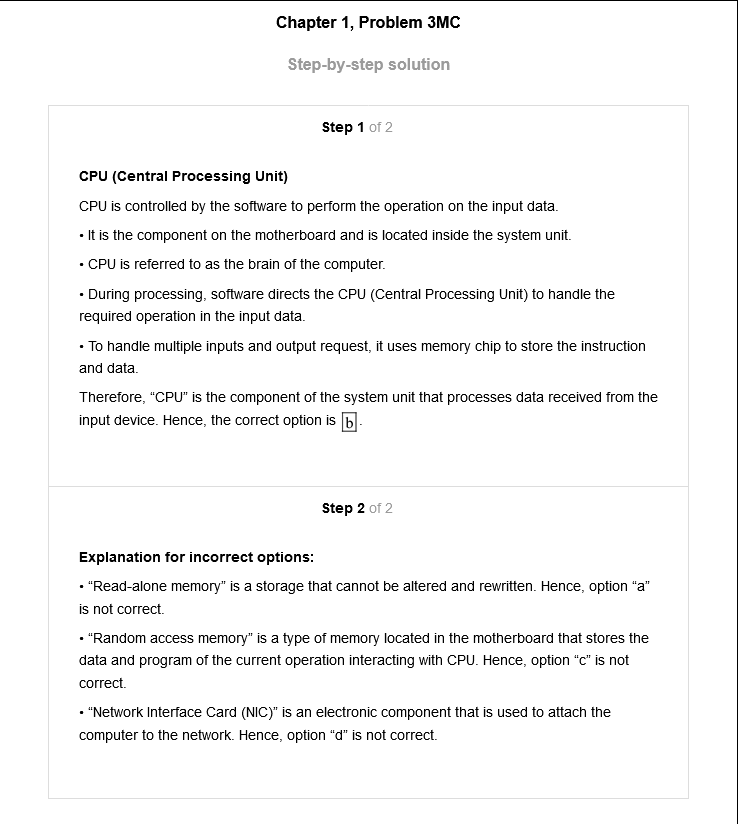 Chapter 1, Problem 3MC
Step-by-step solution
Step 1 of 2
CPU (Central Processing Unit)
CPU is controlled by the software to perform the operation on the input data.
• It is the component on the motherboard and is located inside the system unit.
• CPU is referred to as the brain of the computer.
• During processing, software directs the CPU (Central Processing Unit) to handle the
required operation in the input data.
• To handle multiple inputs and output request, it uses memory chip to store the instruction
and data.
Therefore, “CPU” is the component of the system unit that processes data received from the
input device. Hence, the correct option is b.
Step 2 of 2
Explanation for incorrect options:
• “Read-alone memory” is a storage that cannot be altered and rewritten. Hence, option “a”
is not correct.
• “Random access memory” is a type of memory located in the motherboard that stores the
data and program of the current operation interacting with CPU. Hence, option “c” is not
correct.
• “Network Interface Card (NIC)” is an electronic component that is used to attach the
computer to the network. Hence, option “d” is not correct.